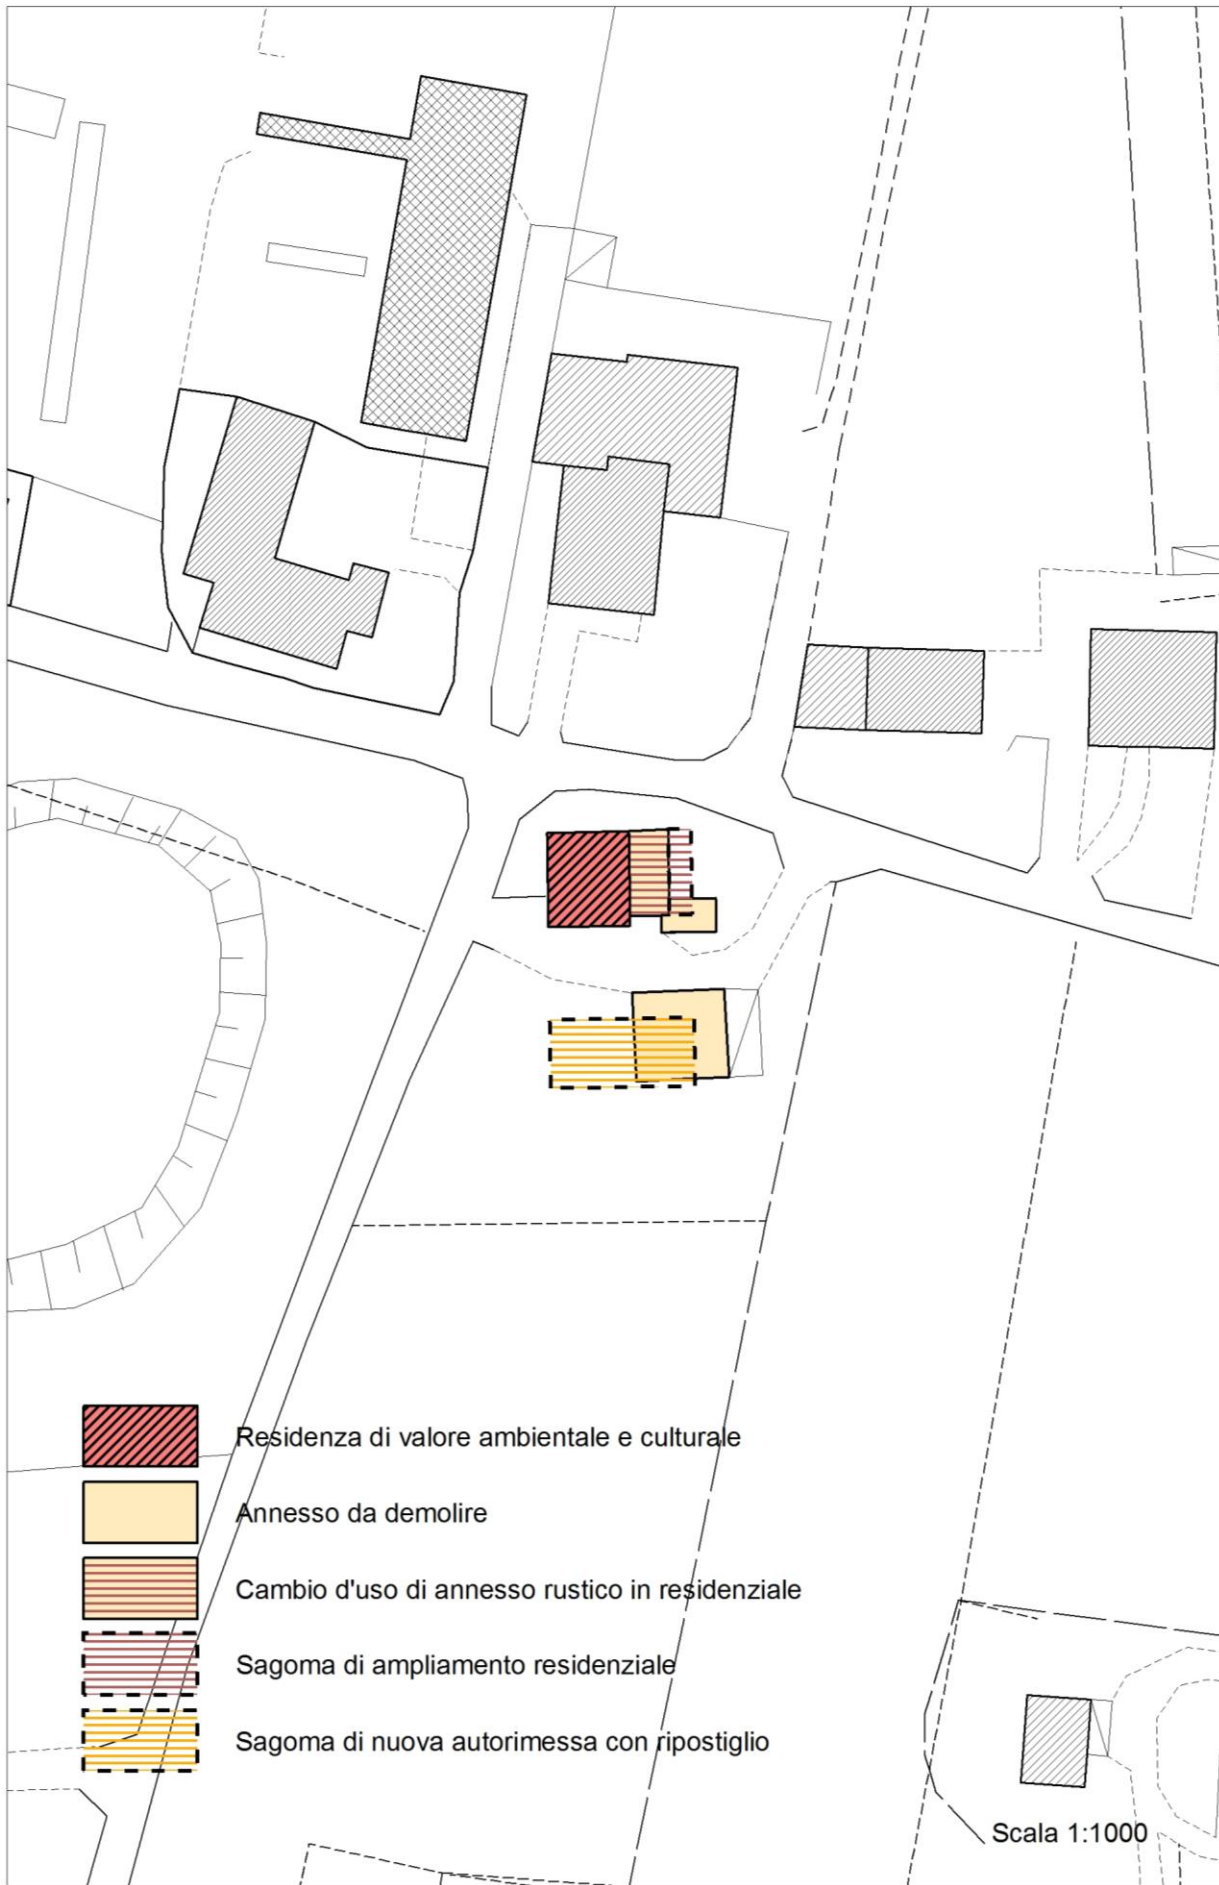 Residenza di valore ambientale e culturale
Annesso da demolire
Cambio d'uso di annesso rustico in residenziale
Sagoma di ampliamento residenziale
Sagoma di nuova autorimessa con ripostiglio
Scala 1:1000